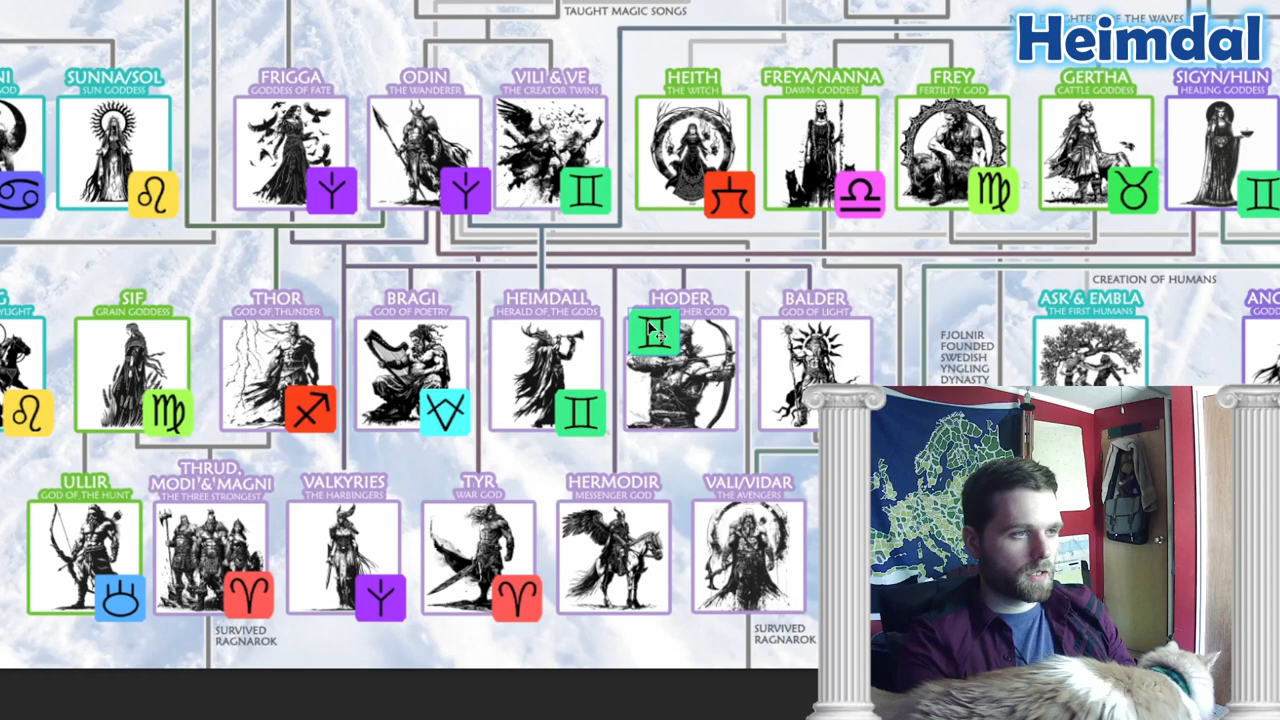 TAUGHT MAGIC SONGS
OF THE WAVES
Heimdal
SUNNA/SOL
SUN GODDESS
FRIGGA
GODDESS OF FATE
ODIN
THE WANDERER
VILI & VE
THE CREATOR TWINS
HEITH
THE WITCH
FREYA/NANNA
DAWN GODDESS
FREY
FERTILITY GOD
GERTHA
CATTLE GODDESS
SIGYN/HLIN
HEALING GODDESS
CREATION OF HUMANS
SIF
GRAIN GODDESS
THOR
GOD OF THUNDER
BRAGI
GOD OF POETRY
HEIMDALL
HERALD OF THE GODS
HODER
CHER GOD
BALDER
GOD OF LIGHT
FJOLNIR
FOUNDED
SWEDISH
YNGLING
DYNASTY
ASK & EMBLA
THE FIRST HUMANS
ULLIR
GOD OF THE HUNT
THRUD,
MODI & MAGNI
THE THREE STRONGEST
VALKYRIES
THE HARBINGERS
TYR
WAR GOD
HERMODIR
MESSENGER GOD
VALI/VIDAR
THE AVENGERS
SURVIVED
RAGNAROK
SURVIVED
RAGNAROK